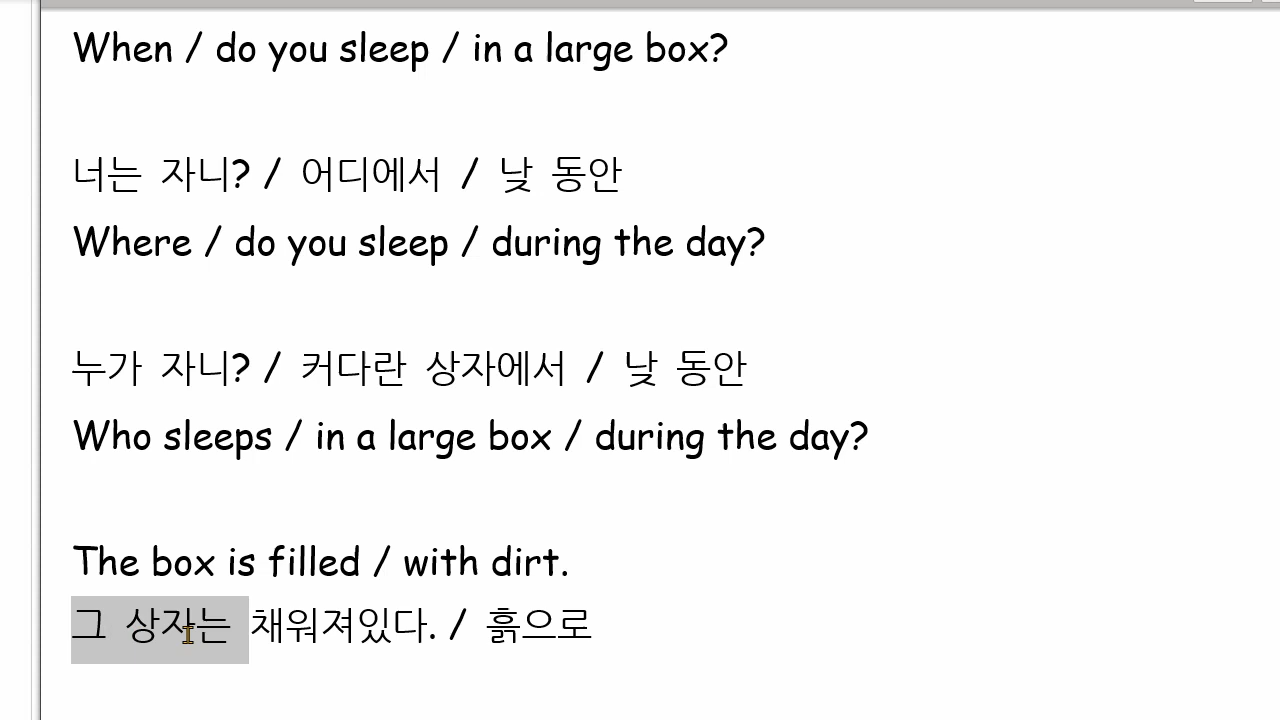 When / do you sleep / in a large box?
너는 자니? / 어디에서 / 낮 동안
Where / do you sleep / during the day?
누가 자니? / 커다란 상자에서 / 낮 동안
Who sleeps / in a large box / during the day?
The box is filled / with dirt.
그 상자는 채워져있다. / 흙으로